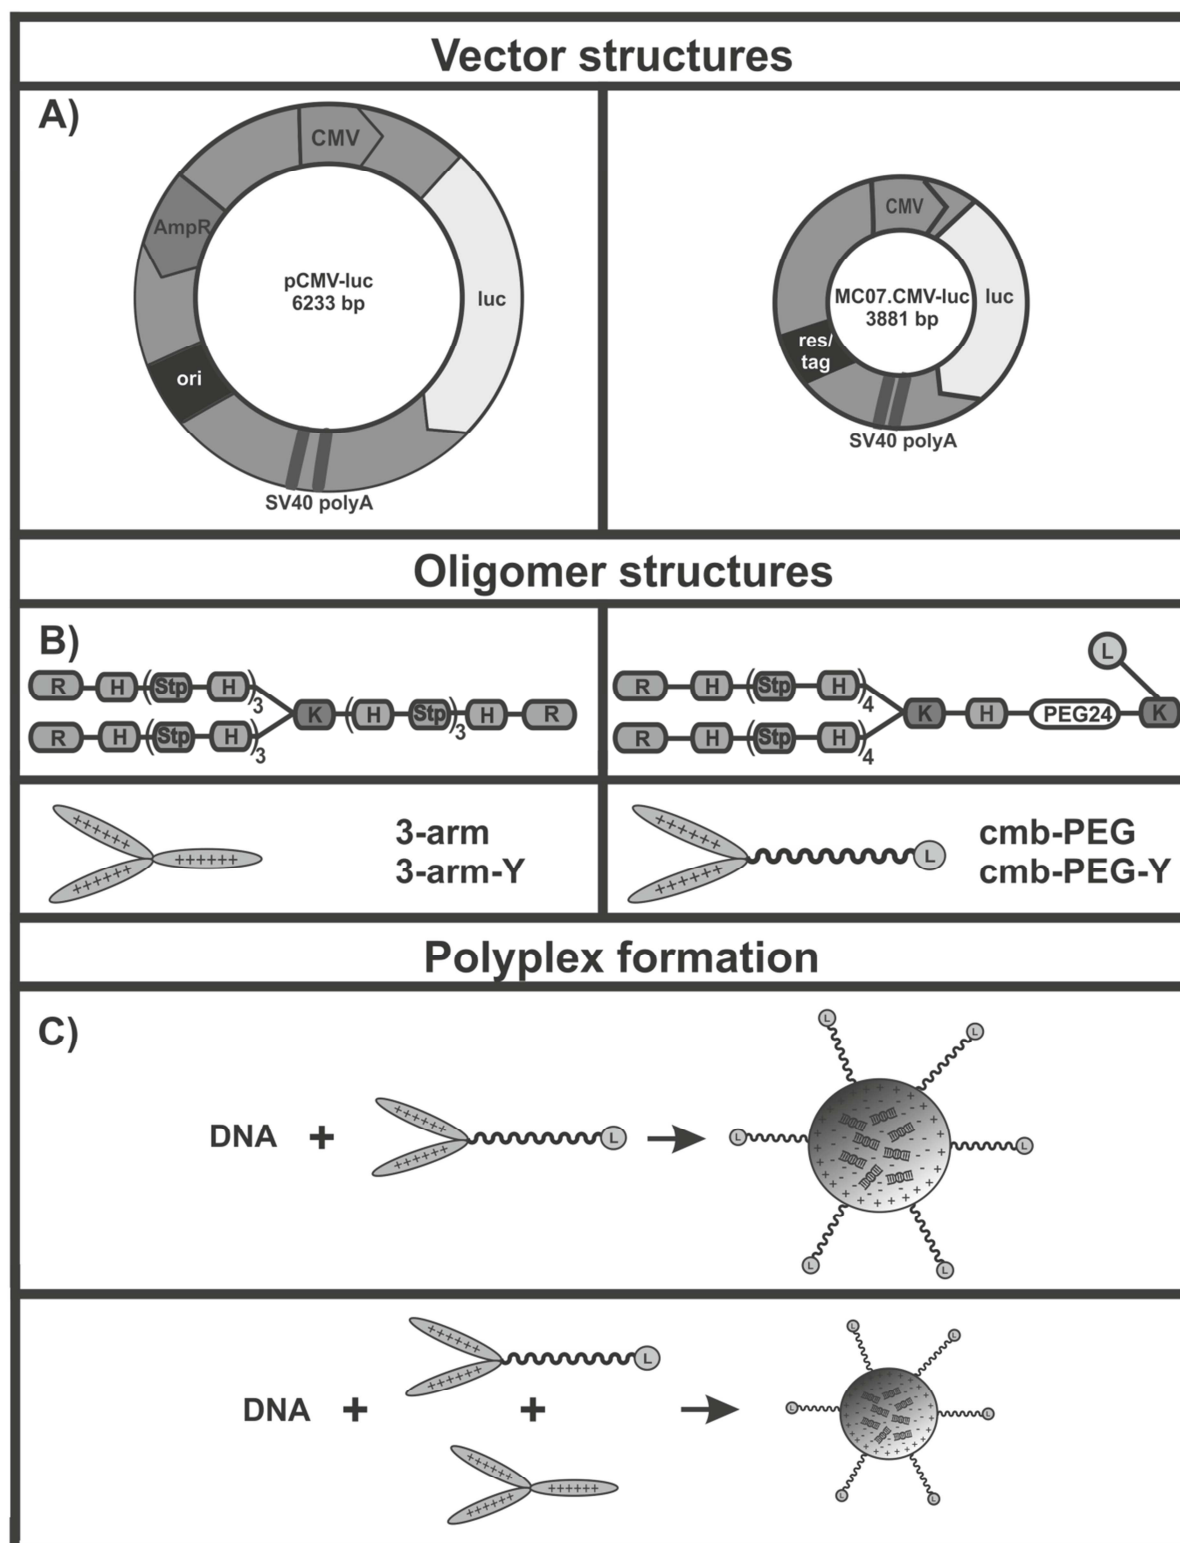 Vector structures
A)
CMV
AmpR
pCMV-luc
6233 bp
luc
ori
SV40 polyA
CMV
MC07.CMV-luc
3881 bp
luc
res/
tag
SV40 polyA
Oligomer structures
B)
R H (Stp H)3
K (H Stp)3 H R
R H (Stp H)3
L
R H (Stp H)4
K H PEG24 K
R H (Stp H)4
++++++
++++++
++++++
3-arm
3-arm-Y
++++++
++++++
L
cmb-PEG
cmb-PEG-Y
Polyplex formation
C)
DNA + ++++++ ++++++ L
L L
L L
L L
DNA + ++++++ ++++++ L
+
++++++ ++++++ ++++++
L L
L L
L L